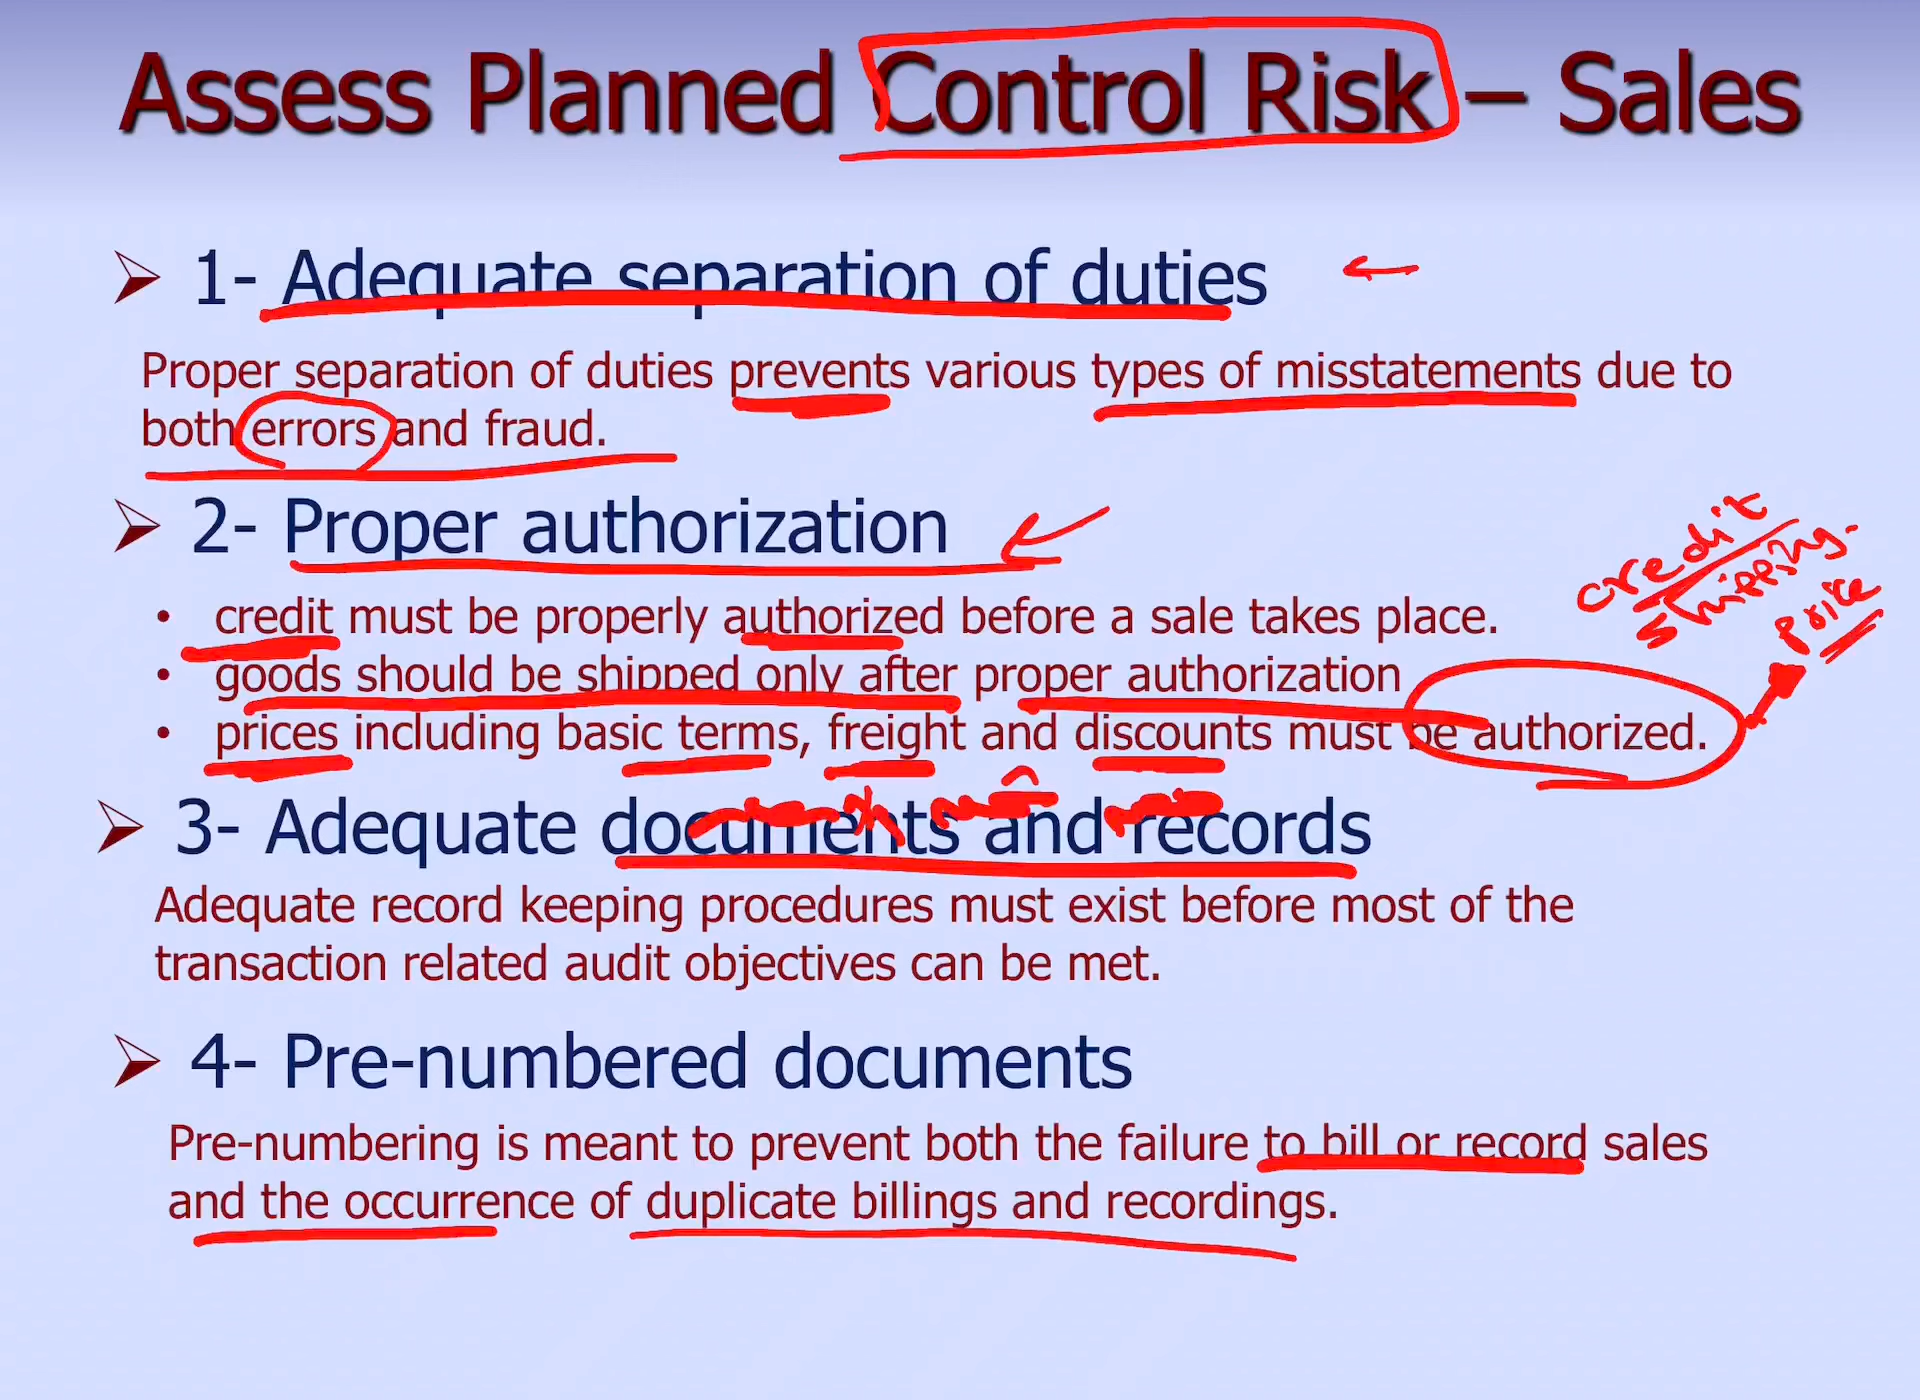 Assess Planned Control Risk – Sales
1- Adequate separation of duties
Proper separation of duties prevents various types of misstatements due to
both errors and fraud.
2- Proper authorization
• credit must be properly authorized before a sale takes place.
• goods should be shipped only after proper authorization
• prices including basic terms, freight and discounts must be authorized.
credit
shipping.
price
3- Adequate documents and records
Adequate record keeping procedures must exist before most of the
transaction related audit objectives can be met.
4- Pre-numbered documents
Pre-numbering is meant to prevent both the failure to bill or record sales
and the occurrence of duplicate billings and recordings.